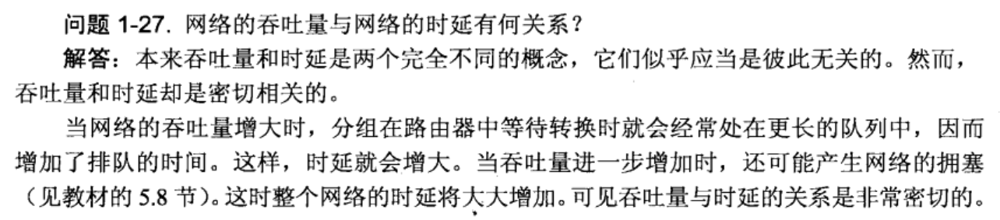 问题 1-27. 网络的吞吐量与网络的时延有何关系？
解答：本来吞吐量和时延是两个完全不同的概念，它们似乎应当是彼此无关的。然而，
吞吐量和时延却是密切相关的。
当网络的吞吐量增大时，分组在路由器中等待转换时就会经常处在更长的队列中，因而
增加了排队的时间。这样，时延就会增大。当吞吐量进一步增加时，还可能产生网络的拥塞
（见教材的 5.8 节）。这时整个网络的时延将大大增加。可见吞吐量与时延的关系是非常密切的。